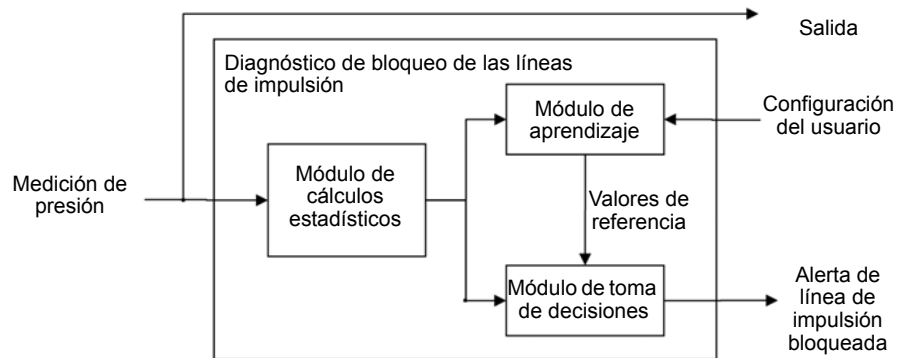 Salida
Diagnóstico de bloqueo de las líneas
de impulsión
Módulo de
aprendizaje
Configuración
del usuario
Módulo de
cálculos
estadísticos
Medición de
presión
Valores de
referencia
Módulo de toma
de decisiones
Alerta de
línea de
impulsión
bloqueada